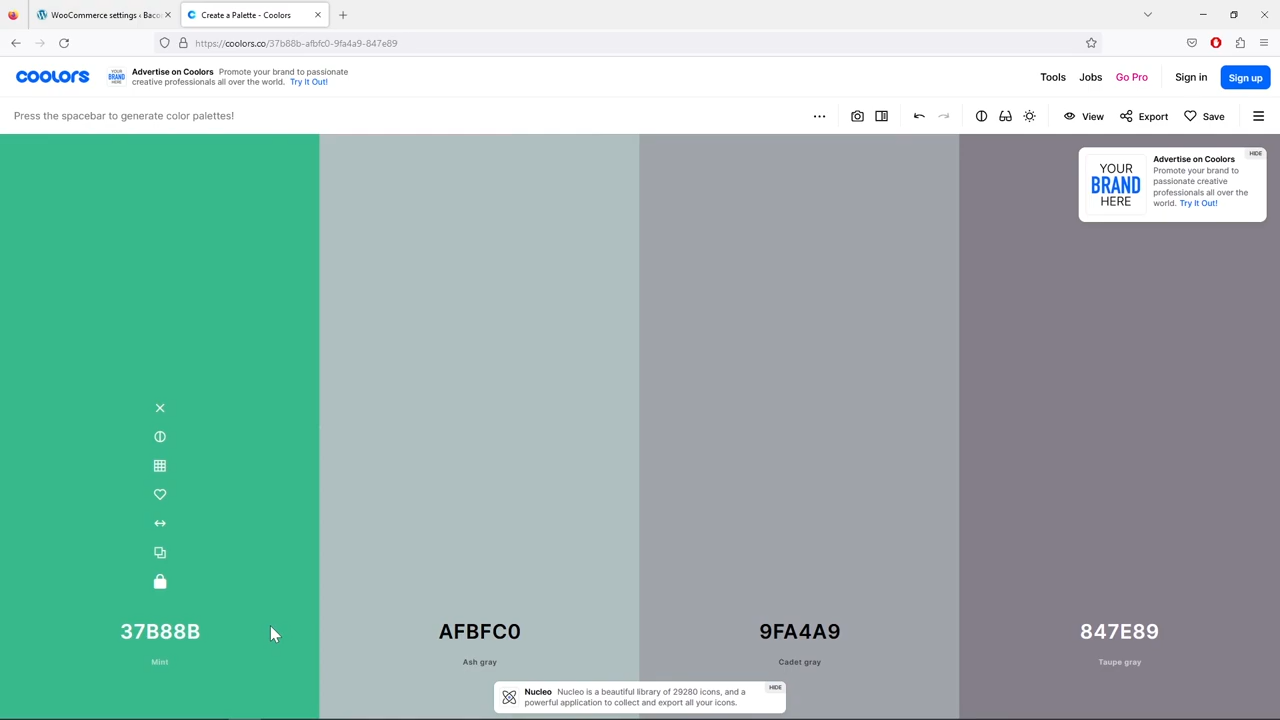 WooCommerce settings ‹ Baco
Create a Palette - Coolors
https://coolors.co/37b88b-afbfc0-9fa4a9-847e89
coolors
YOUR BRAND HERE
Advertise on Coolors Promote your brand to passionate
creative professionals all over the world. Try It Out!
Tools Jobs Go Pro Sign in Sign up
Press the spacebar to generate color palettes!
View Export Save
HIDE
YOUR
BRAND
HERE
Advertise on Coolors
Promote your brand to
passionate creative
professionals all over the
world. Try It Out!
37B88B AFBFC0 9FA4A9 847E89
Mint Ash gray Cadet gray Taupe gray
Nucleo Nucleo is a beautiful library of 29280 icons, and a
powerful application to collect and export all your icons.
HIDE